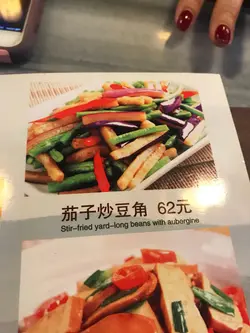 茄子炒豆角 62元
Stir-fried yard-long beans with aubergine